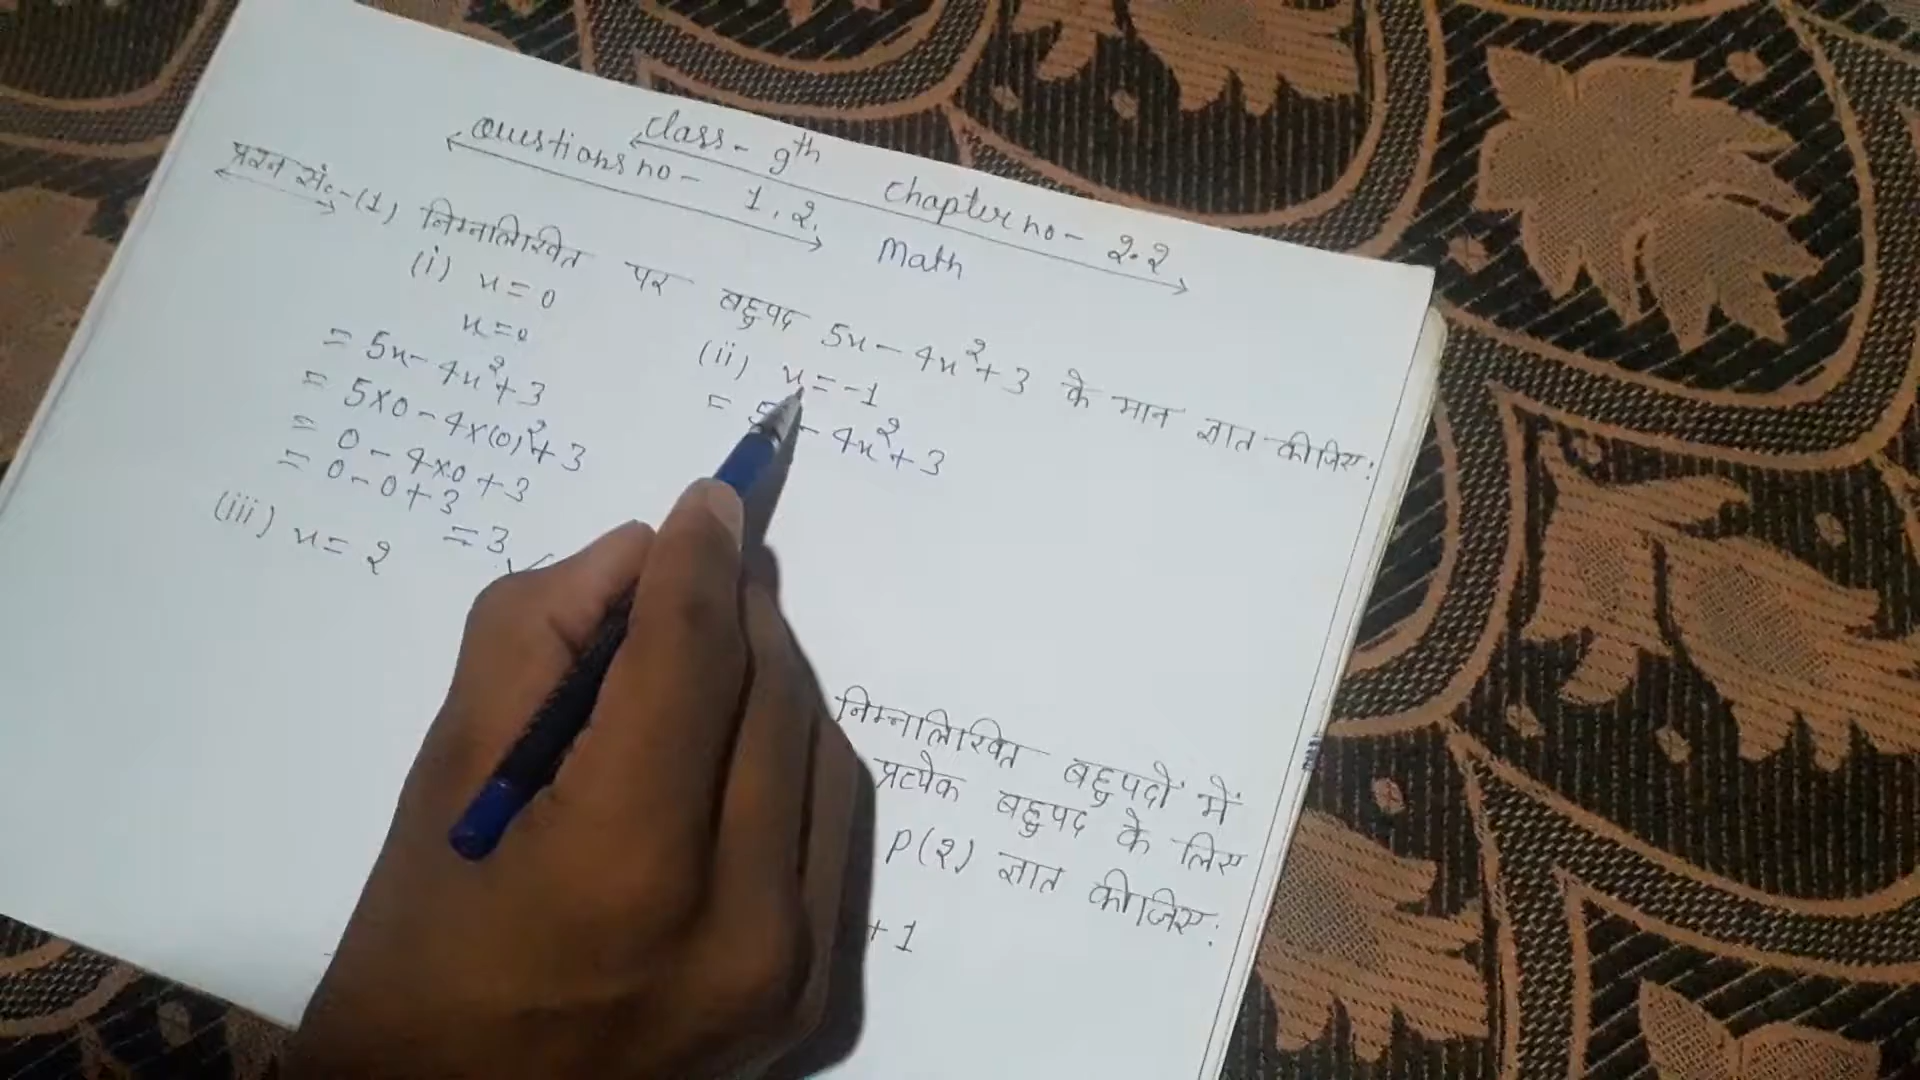 class - 9th chapter no - 2.2
questions no - 1, 2. Math
प्रश्न सं०-(1) निम्नलिखित पर बहुपद 5x - 4x²+3 के मान ज्ञात कीजिए:
(i) x = 0
x = 0
= 5x - 4x²+3
= 5×0 - 4×(0)²+3
= 0 - 4×0 + 3
= 0 - 0 + 3
= 3
(ii) x = -1
= 5 - 4x²+3
(iii) x = 2
निम्नलिखित बहुपदों में
प्रत्येक बहुपद के लिए
p(2) ज्ञात कीजिए:
+ 1